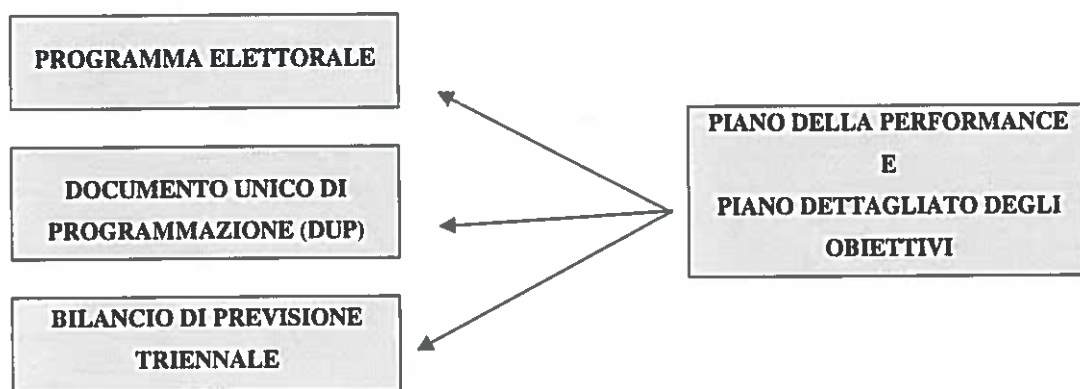 PROGRAMMA ELETTORALE
DOCUMENTO UNICO DI
PROGRAMMAZIONE (DUP)
BILANCIO DI PREVISIONE
TRIENNALE
PIANO DELLA PERFORMANCE
E
PIANO DETTAGLIATO DEGLI
OBIETTIVI